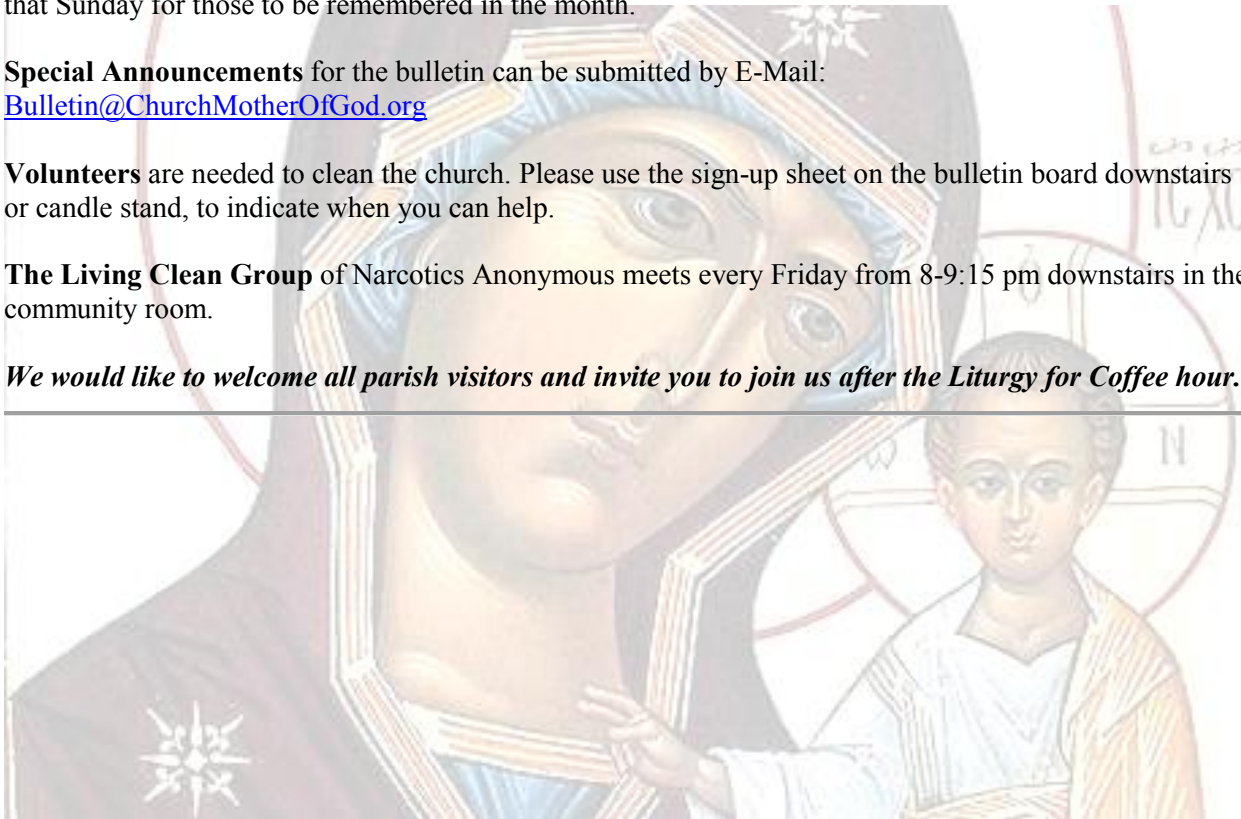 that Sunday for those to be remembered in the month.
Special Announcements for the bulletin can be submitted by E-Mail:
Bulletin@ChurchMotherOfGod.org
Volunteers are needed to clean the church. Please use the sign-up sheet on the bulletin board downstairs
or candle stand, to indicate when you can help.
The Living Clean Group of Narcotics Anonymous meets every Friday from 8-9:15 pm downstairs in the
community room.
We would like to welcome all parish visitors and invite you to join us after the Liturgy for Coffee hour.
IC XC
Ѡ Ο Ν